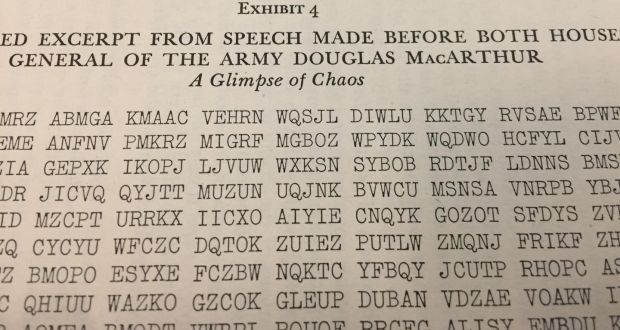 EXHIBIT 4
ED EXCERPT FROM SPEECH MADE BEFORE BOTH HOUSE
GENERAL OF THE ARMY DOUGLAS MACARTHUR
A Glimpse of Chaos
MRZ ABMGA KMAAC VEHRN WQSJL DIWLU KKTGY RVSAE BPWF
EME ANFNV PMKRZ MIGRF MGBOZ WPYDK WQDWO HCFYL CIJV
ZIA GEPXK IKOPJ LJVUW WXKSN SYBOB RDTJF LDNNS BMS
DR JICVQ QYJTT MUZUN UQJNK BVWCU MSNSA VNRPB YBJ
ID MZCPT URRKX IICXO AIYIE CNQYK GOZOT SFDYS ZV
ZQ CYCYU WFCZC DQTOK ZUIEZ PUTLW ZMQNJ FRIKF ZH
Z BMOPO ESYXE FCZBW NQKTC YFBQY JCUTP RHOPC AS
C QHIUU WAZKO GZCOK GLEUP DUBAN VDZAE VOAKW I